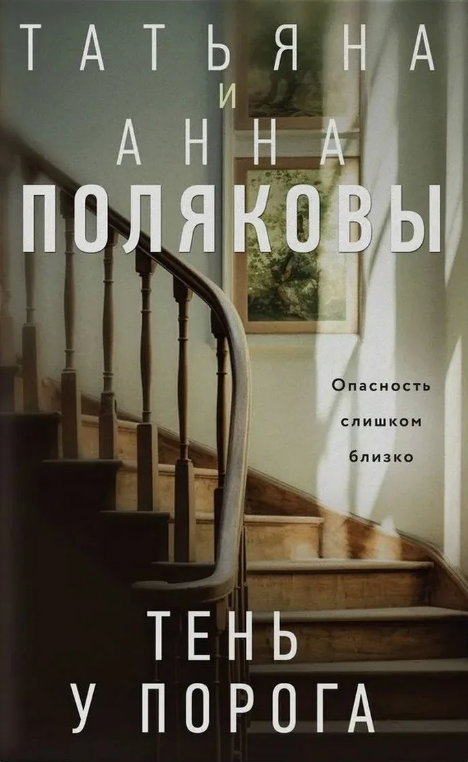 ТАТЬЯНА
И
АННА
ПОЛЯКОВЫ
Опасность
слишком
близко
ТЕНЬ
У ПОРОГА